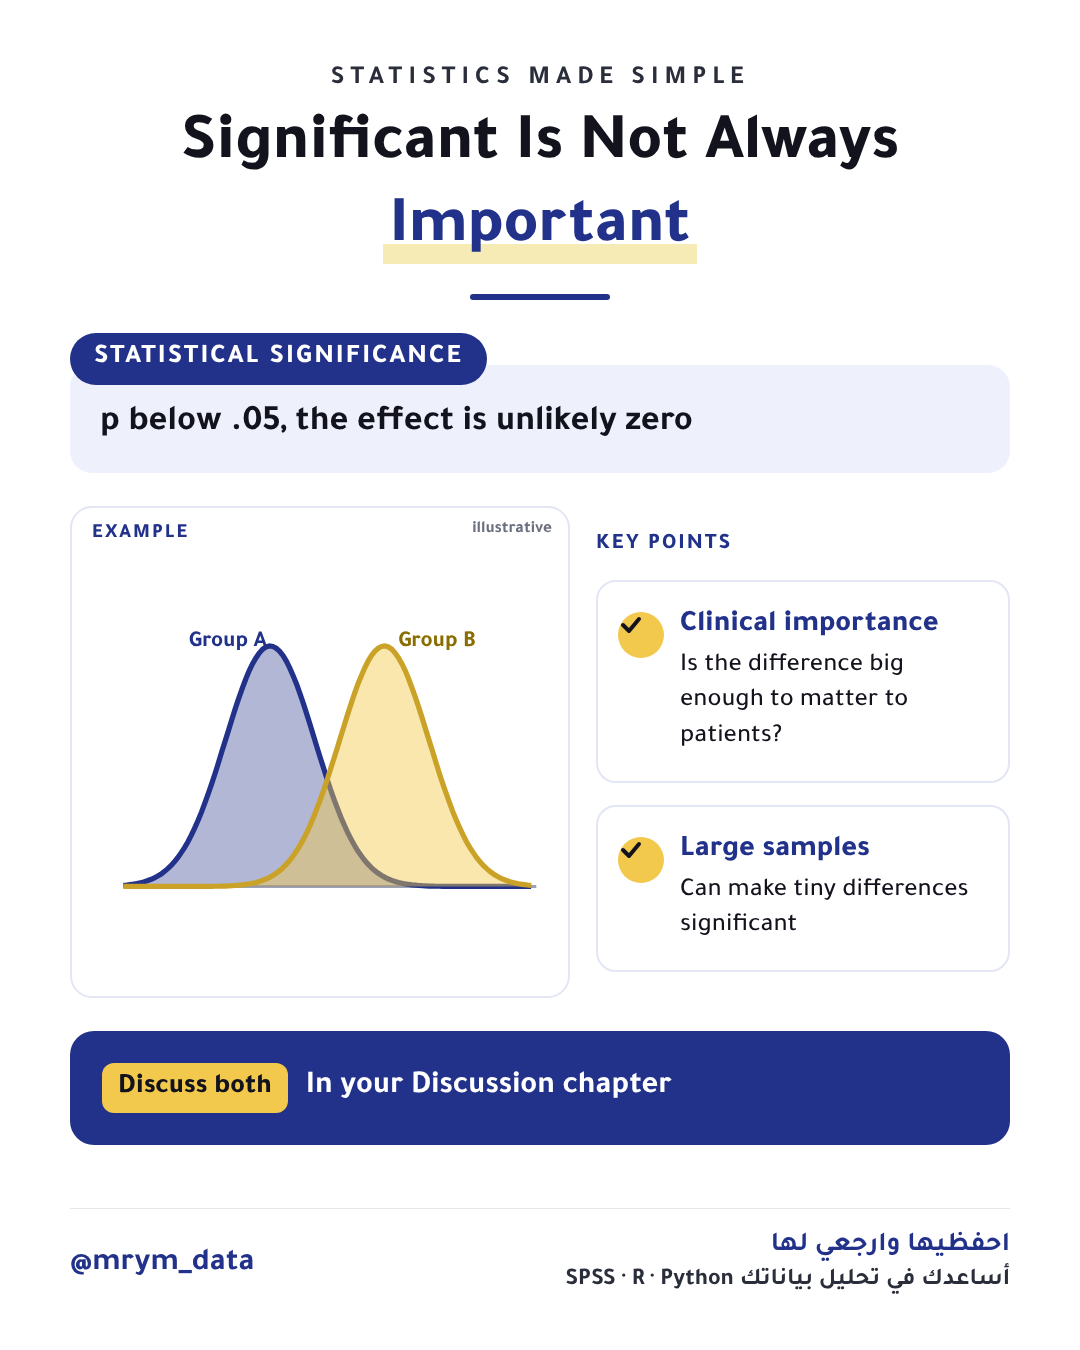 STATISTICS MADE SIMPLE
Significant Is Not Always
Important
STATISTICAL SIGNIFICANCE
p below .05, the effect is unlikely zero
EXAMPLE
illustrative
Group A
Group B
KEY POINTS
Clinical importance
Is the difference big
enough to matter to
patients?
Large samples
Can make tiny differences
significant
Discuss both
In your Discussion chapter
@mrym_data
احفظيها وارجعي لها
أساعدك في تحليل بياناتك SPSS · R · Python